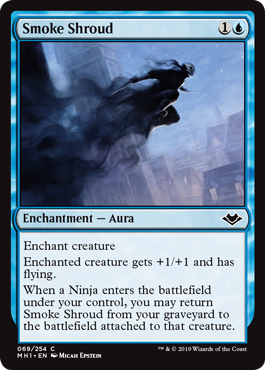 Smoke Shroud 1
Enchantment — Aura
Enchant creature
Enchanted creature gets +1/+1 and has
flying.
When a Ninja enters the battlefield
under your control, you may return
Smoke Shroud from your graveyard to
the battlefield attached to that creature.
069/254 C
MH1 • EN Micah Epstein
™ & © 2019 Wizards of the Coast